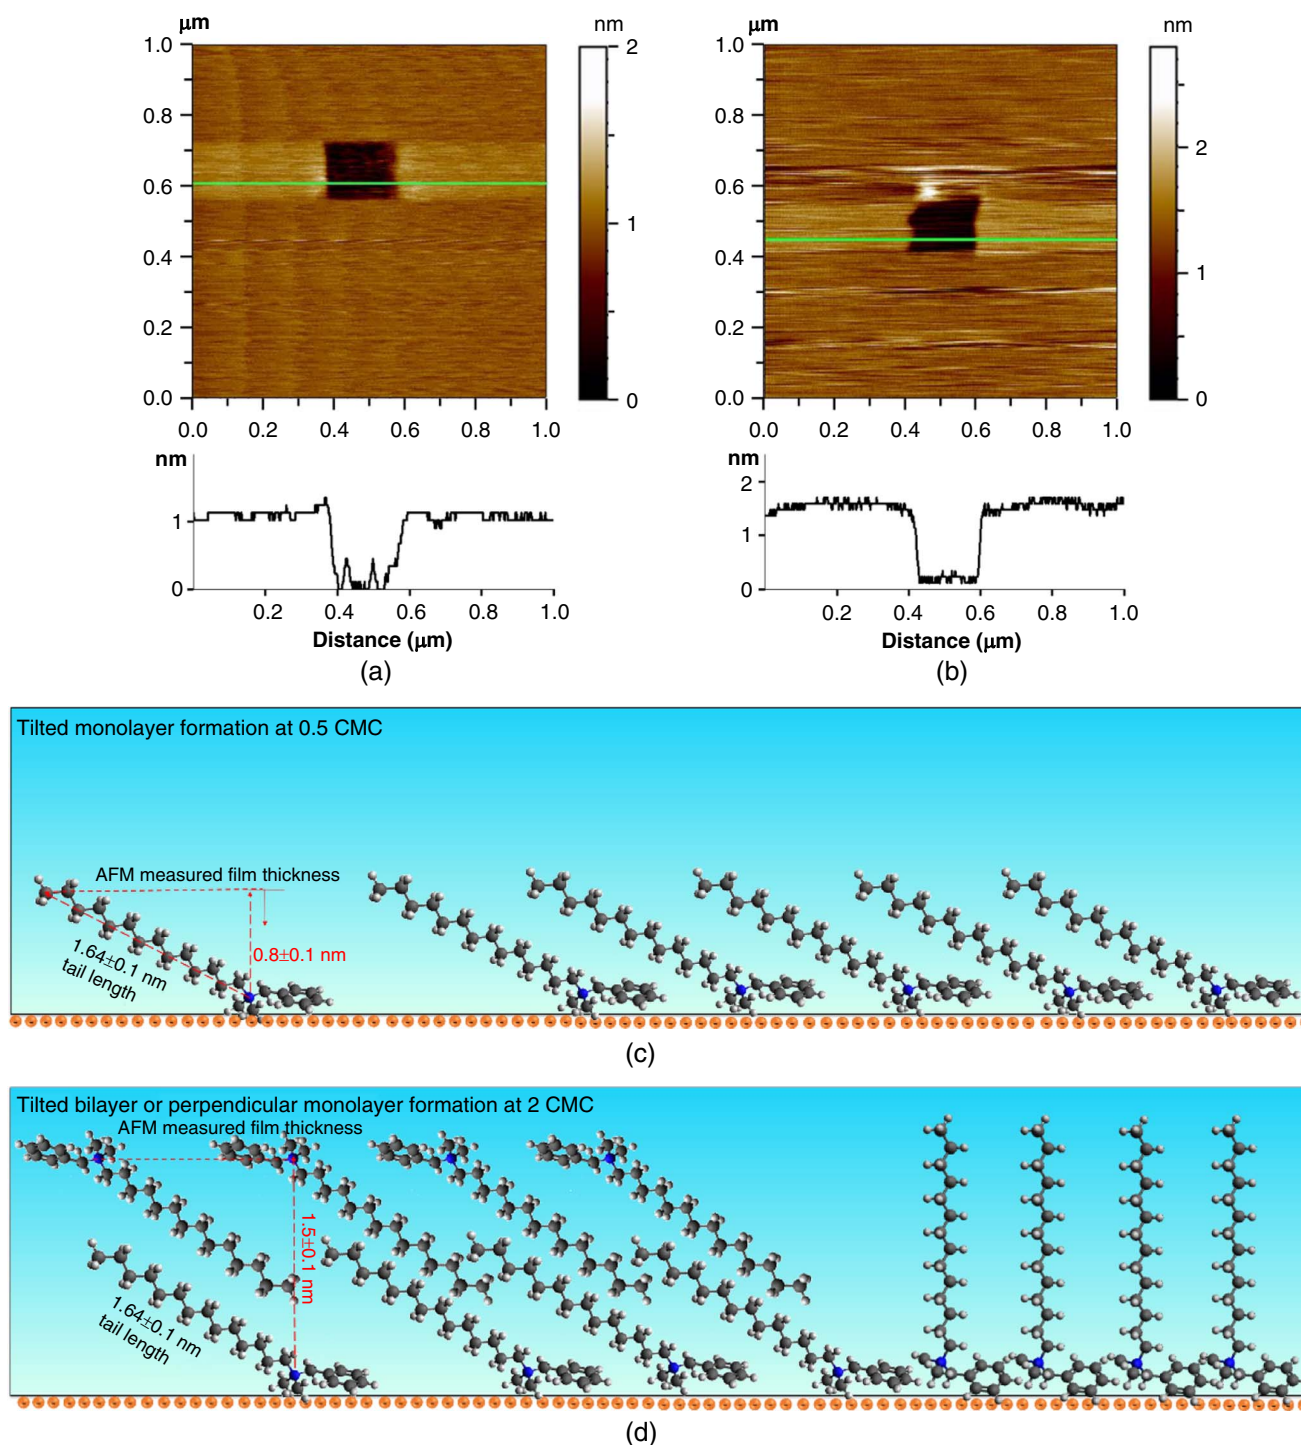 μm
nm
1.0
0.8
0.6
0.4
0.2
0.0
0.0 0.2 0.4 0.6 0.8 1.0
2
1
0
nm
1
0
0.2 0.4 0.6 0.8 1.0
Distance (μm)
(a)
μm
nm
1.0
0.8
0.6
0.4
0.2
0.0
0.0 0.2 0.4 0.6 0.8 1.0
2
1
0
nm
2
1
0
0.2 0.4 0.6 0.8 1.0
Distance (μm)
(b)
Tilted monolayer formation at 0.5 CMC
AFM measured film thickness
1.64±0.1 nm
tail length
0.8±0.1 nm
(c)
Tilted bilayer or perpendicular monolayer formation at 2 CMC
AFM measured film thickness
1.5±0.1 nm
1.64±0.1 nm
tail length
(d)